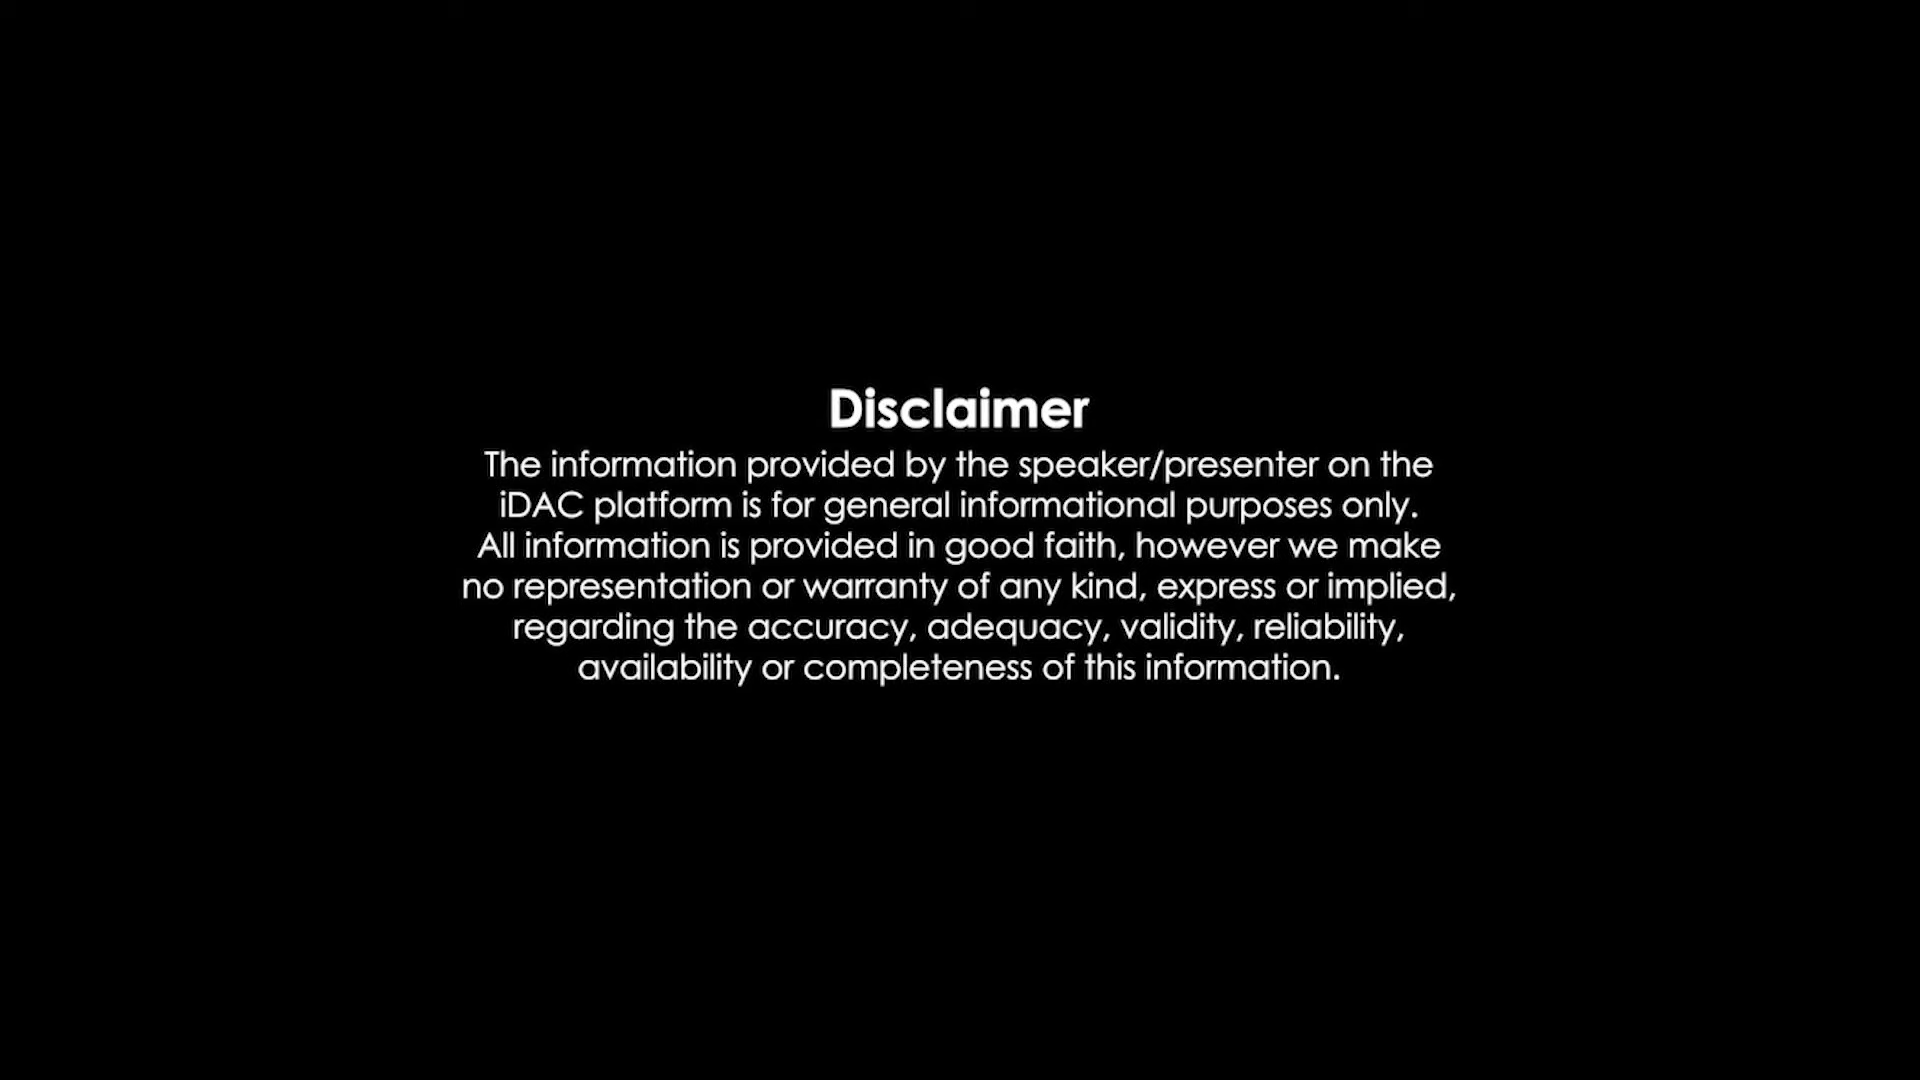 Disclaimer
The information provided by the speaker/presenter on the
iDAC platform is for general informational purposes only.
All information is provided in good faith, however we make
no representation or warranty of any kind, express or implied,
regarding the accuracy, adequacy, validity, reliability,
availability or completeness of this information.